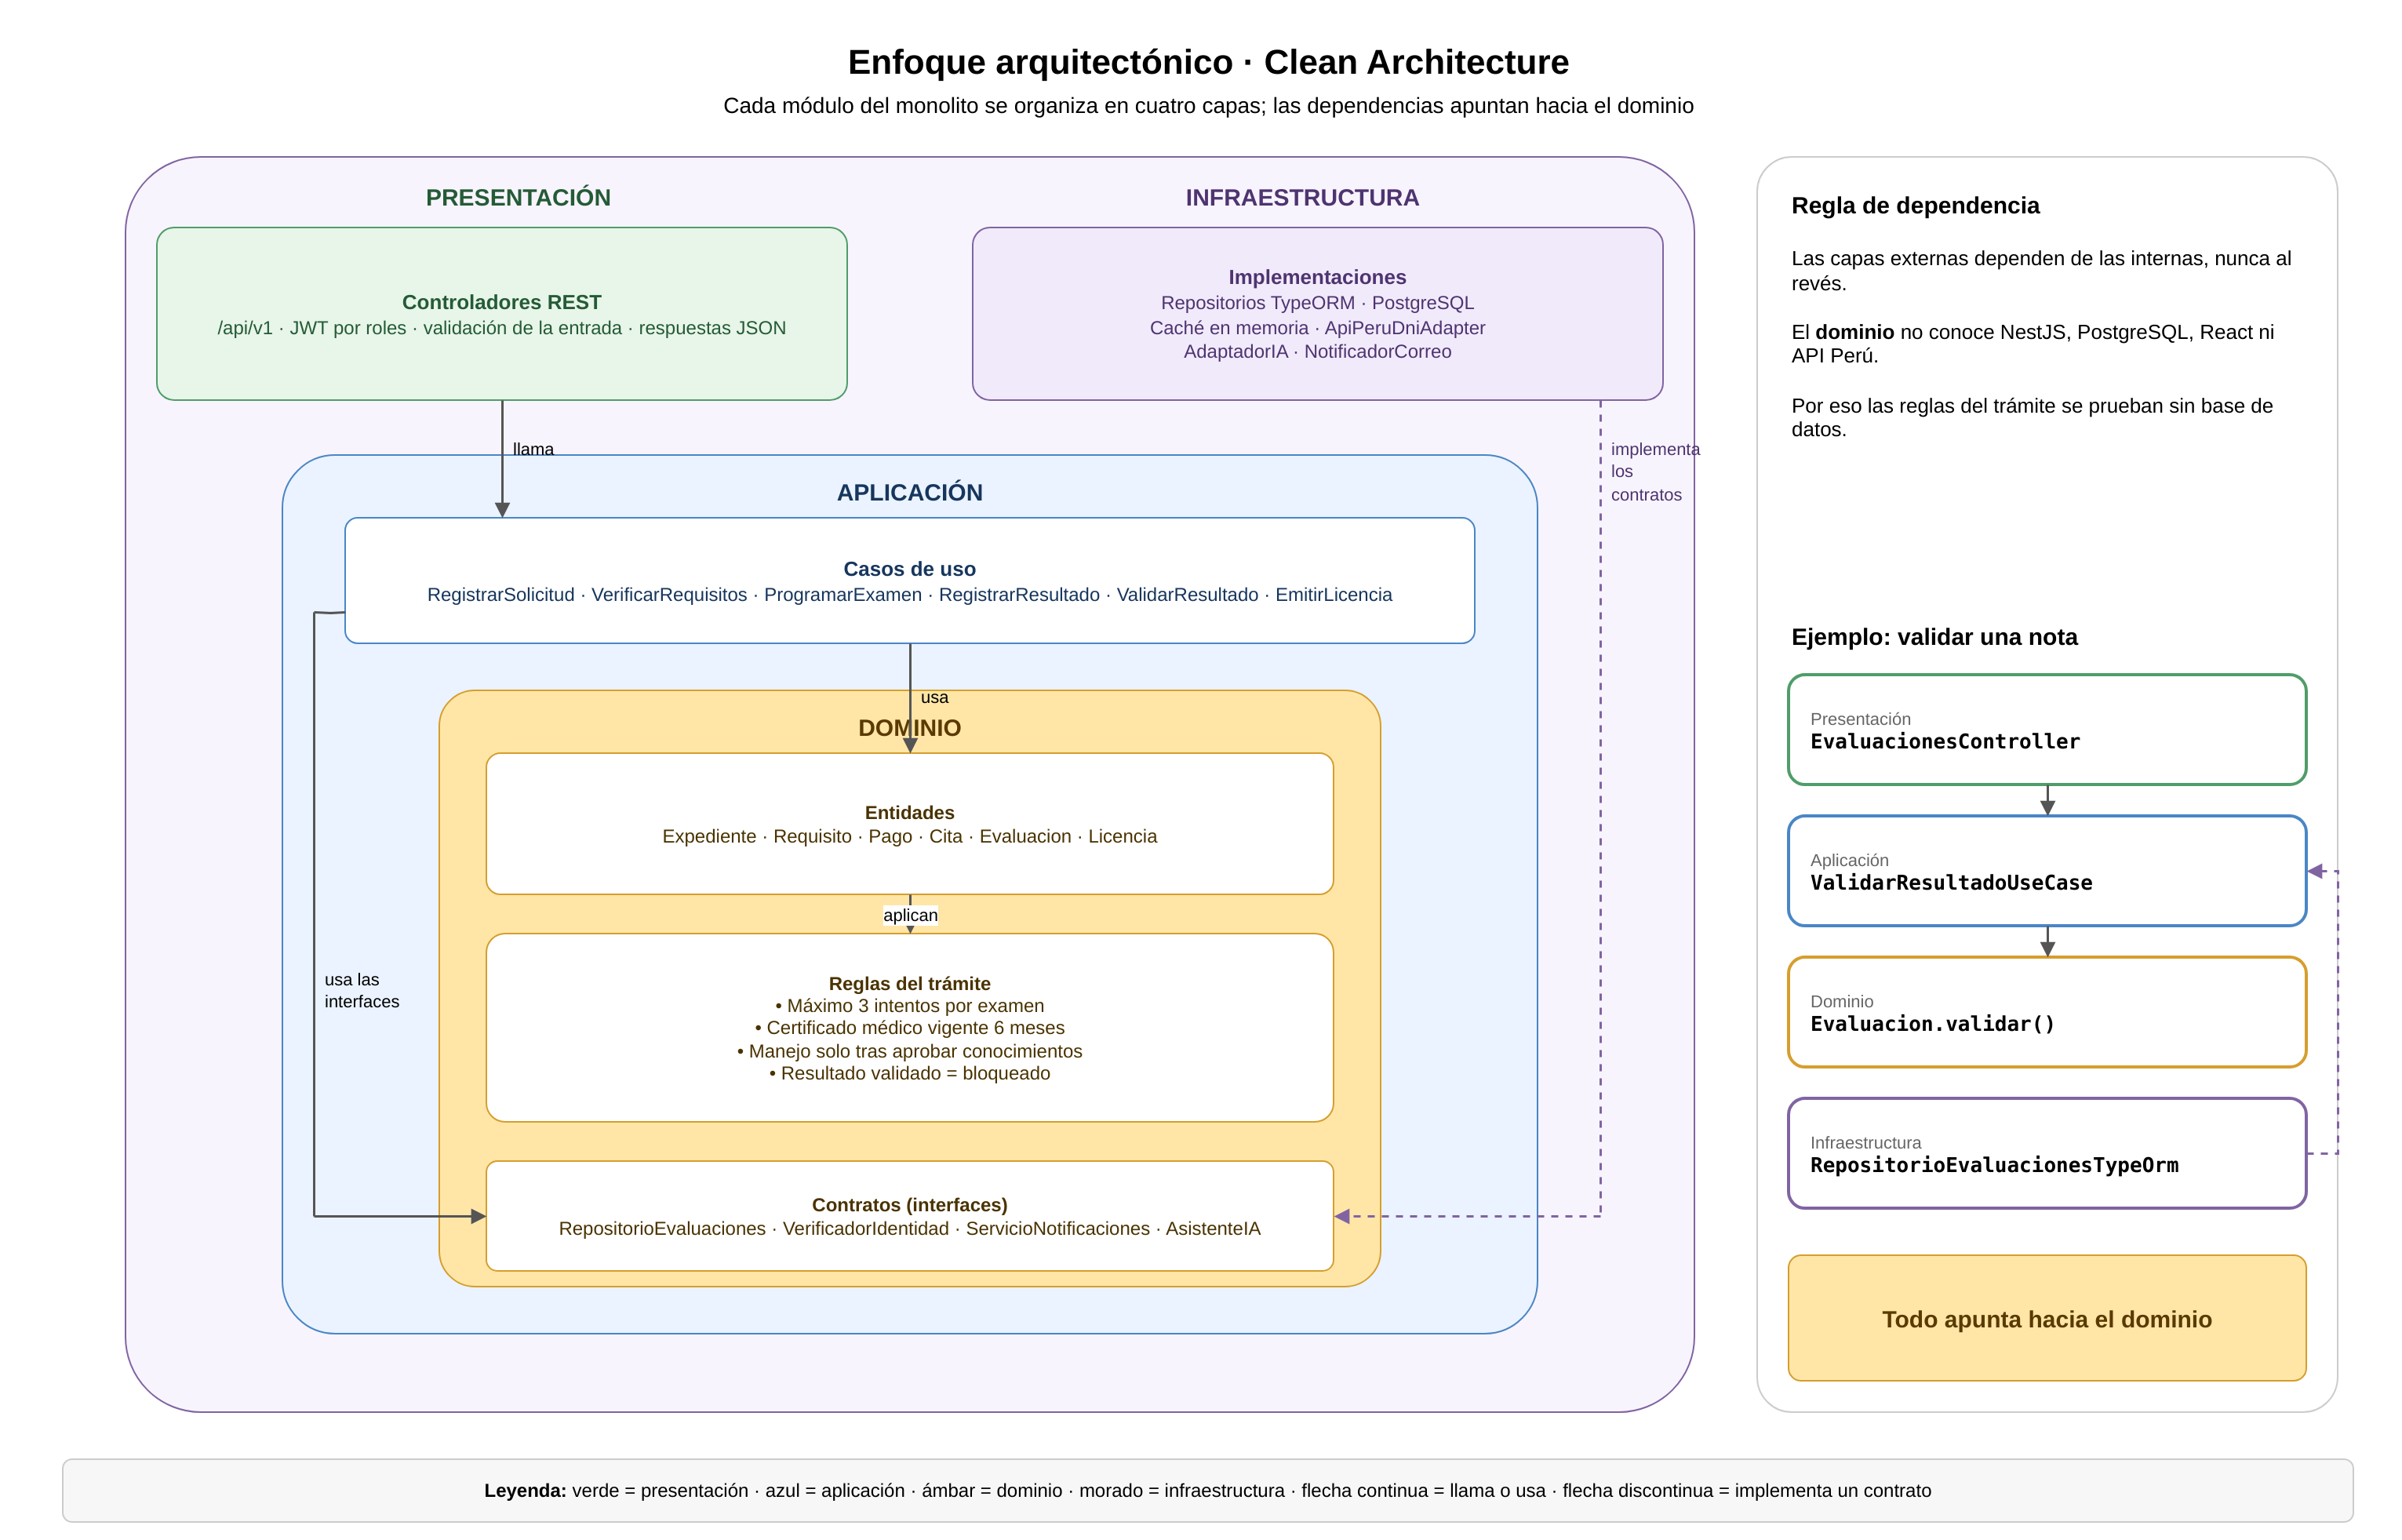 Enfoque arquitectónico · Clean Architecture
Cada módulo del monolito se organiza en cuatro capas; las dependencias apuntan hacia el dominio
PRESENTACIÓN
Controladores REST
/api/v1 · JWT por roles · validación de la entrada · respuestas JSON
INFRAESTRUCTURA
Implementaciones
Repositorios TypeORM · PostgreSQL
Caché en memoria · ApiPeruDniAdapter
AdaptadorIA · NotificadorCorreo
llama
implementa
los
contratos
APLICACIÓN
Casos de uso
RegistrarSolicitud · VerificarRequisitos · ProgramarExamen · RegistrarResultado · ValidarResultado · EmitirLicencia
usa
DOMINIO
Entidades
Expediente · Requisito · Pago · Cita · Evaluacion · Licencia
aplican
Reglas del trámite
• Máximo 3 intentos por examen
• Certificado médico vigente 6 meses
• Manejo solo tras aprobar conocimientos
• Resultado validado = bloqueado
usa las
interfaces
Contratos (interfaces)
RepositorioEvaluaciones · VerificadorIdentidad · ServicioNotificaciones · AsistenteIA
Regla de dependencia
Las capas externas dependen de las internas, nunca al
revés.
El dominio no conoce NestJS, PostgreSQL, React ni
API Perú.
Por eso las reglas del trámite se prueban sin base de
datos.
Ejemplo: validar una nota
Presentación
EvaluacionesController
Aplicación
ValidarResultadoUseCase
Dominio
Evaluacion.validar()
Infraestructura
RepositorioEvaluacionesTypeOrm
Todo apunta hacia el dominio
Leyenda: verde = presentación · azul = aplicación · ámbar = dominio · morado = infraestructura · flecha continua = llama o usa · flecha discontinua = implementa un contrato